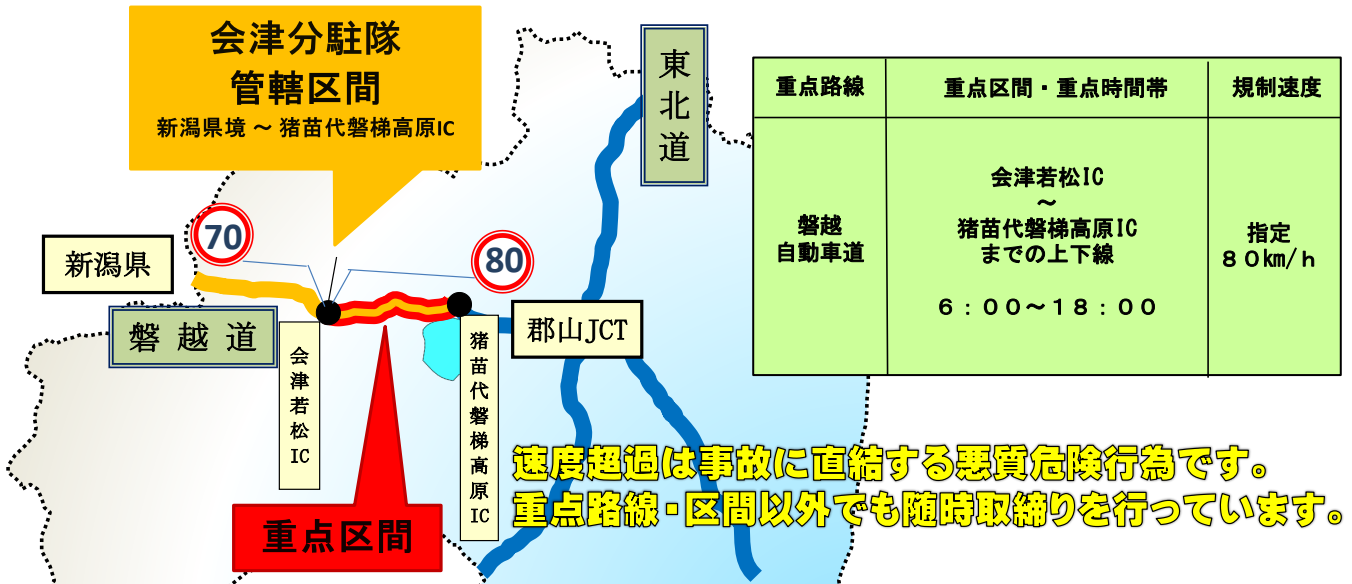 会津分駐隊
管轄区間
新潟県境 ～ 猪苗代磐梯高原IC
東北道
70
80
新潟県
磐越道
会津若松IC
猪苗代磐梯高原IC
郡山JCT
重点区間
重点路線
重点区間・重点時間帯
規制速度
磐越
自動車道
会津若松IC
～
猪苗代磐梯高原IC
までの上下線
６：００～１８：００
指定
８０km/h
速度超過は事故に直結する悪質危険行為です。
重点路線・区間以外でも随時取締りを行っています。